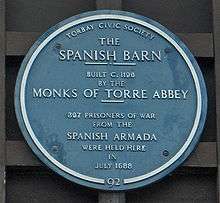 TORBAY CIVIC SOCIETY
THE
SPANISH BARN
BUILT C. 1196
BY THE
MONKS OF TORRE ABBEY
397 PRISONERS OF WAR
FROM THE
SPANISH ARMADA
WERE HELD HERE
IN
JULY 1588
92